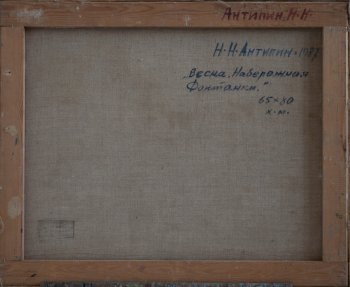 Антипин, Н.Н.
Н.Н.Антипин. 1987
„Весна, Набережная
Фонтанки."
65×80
х.м.